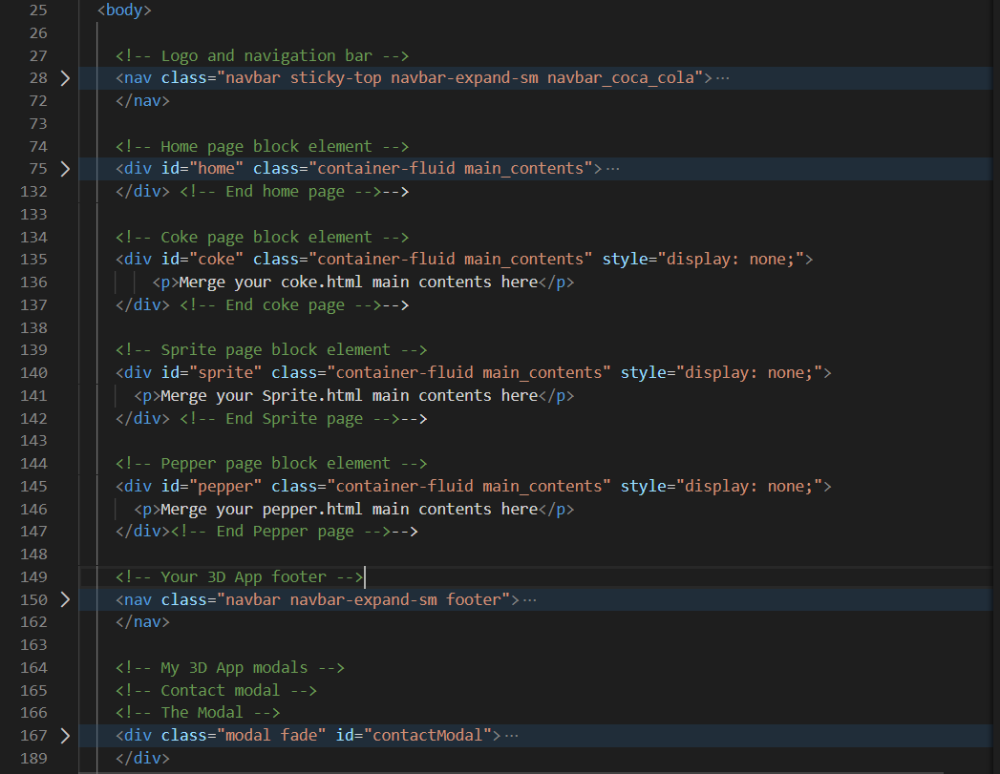 25 <body>
26
27 <!-- Logo and navigation bar -->
28 <nav class="navbar sticky-top navbar-expand-sm navbar_coca_cola">···
72 </nav>
73
74 <!-- Home page block element -->
75 <div id="home" class="container-fluid main_contents">···
132 </div> <!-- End home page -->-->
133
134 <!-- Coke page block element -->
135 <div id="coke" class="container-fluid main_contents" style="display: none;">
136 <p>Merge your coke.html main contents here</p>
137 </div> <!-- End coke page -->-->
138
139 <!-- Sprite page block element -->
140 <div id="sprite" class="container-fluid main_contents" style="display: none;">
141 <p>Merge your Sprite.html main contents here</p>
142 </div> <!-- End Sprite page -->-->
143
144 <!-- Pepper page block element -->
145 <div id="pepper" class="container-fluid main_contents" style="display: none;">
146 <p>Merge your pepper.html main contents here</p>
147 </div><!-- End Pepper page -->-->
148
149 <!-- Your 3D App footer -->
150 <nav class="navbar navbar-expand-sm footer">···
162 </nav>
163
164 <!-- My 3D App modals -->
165 <!-- Contact modal -->
166 <!-- The Modal -->
167 <div class="modal fade" id="contactModal">···
189 </div>